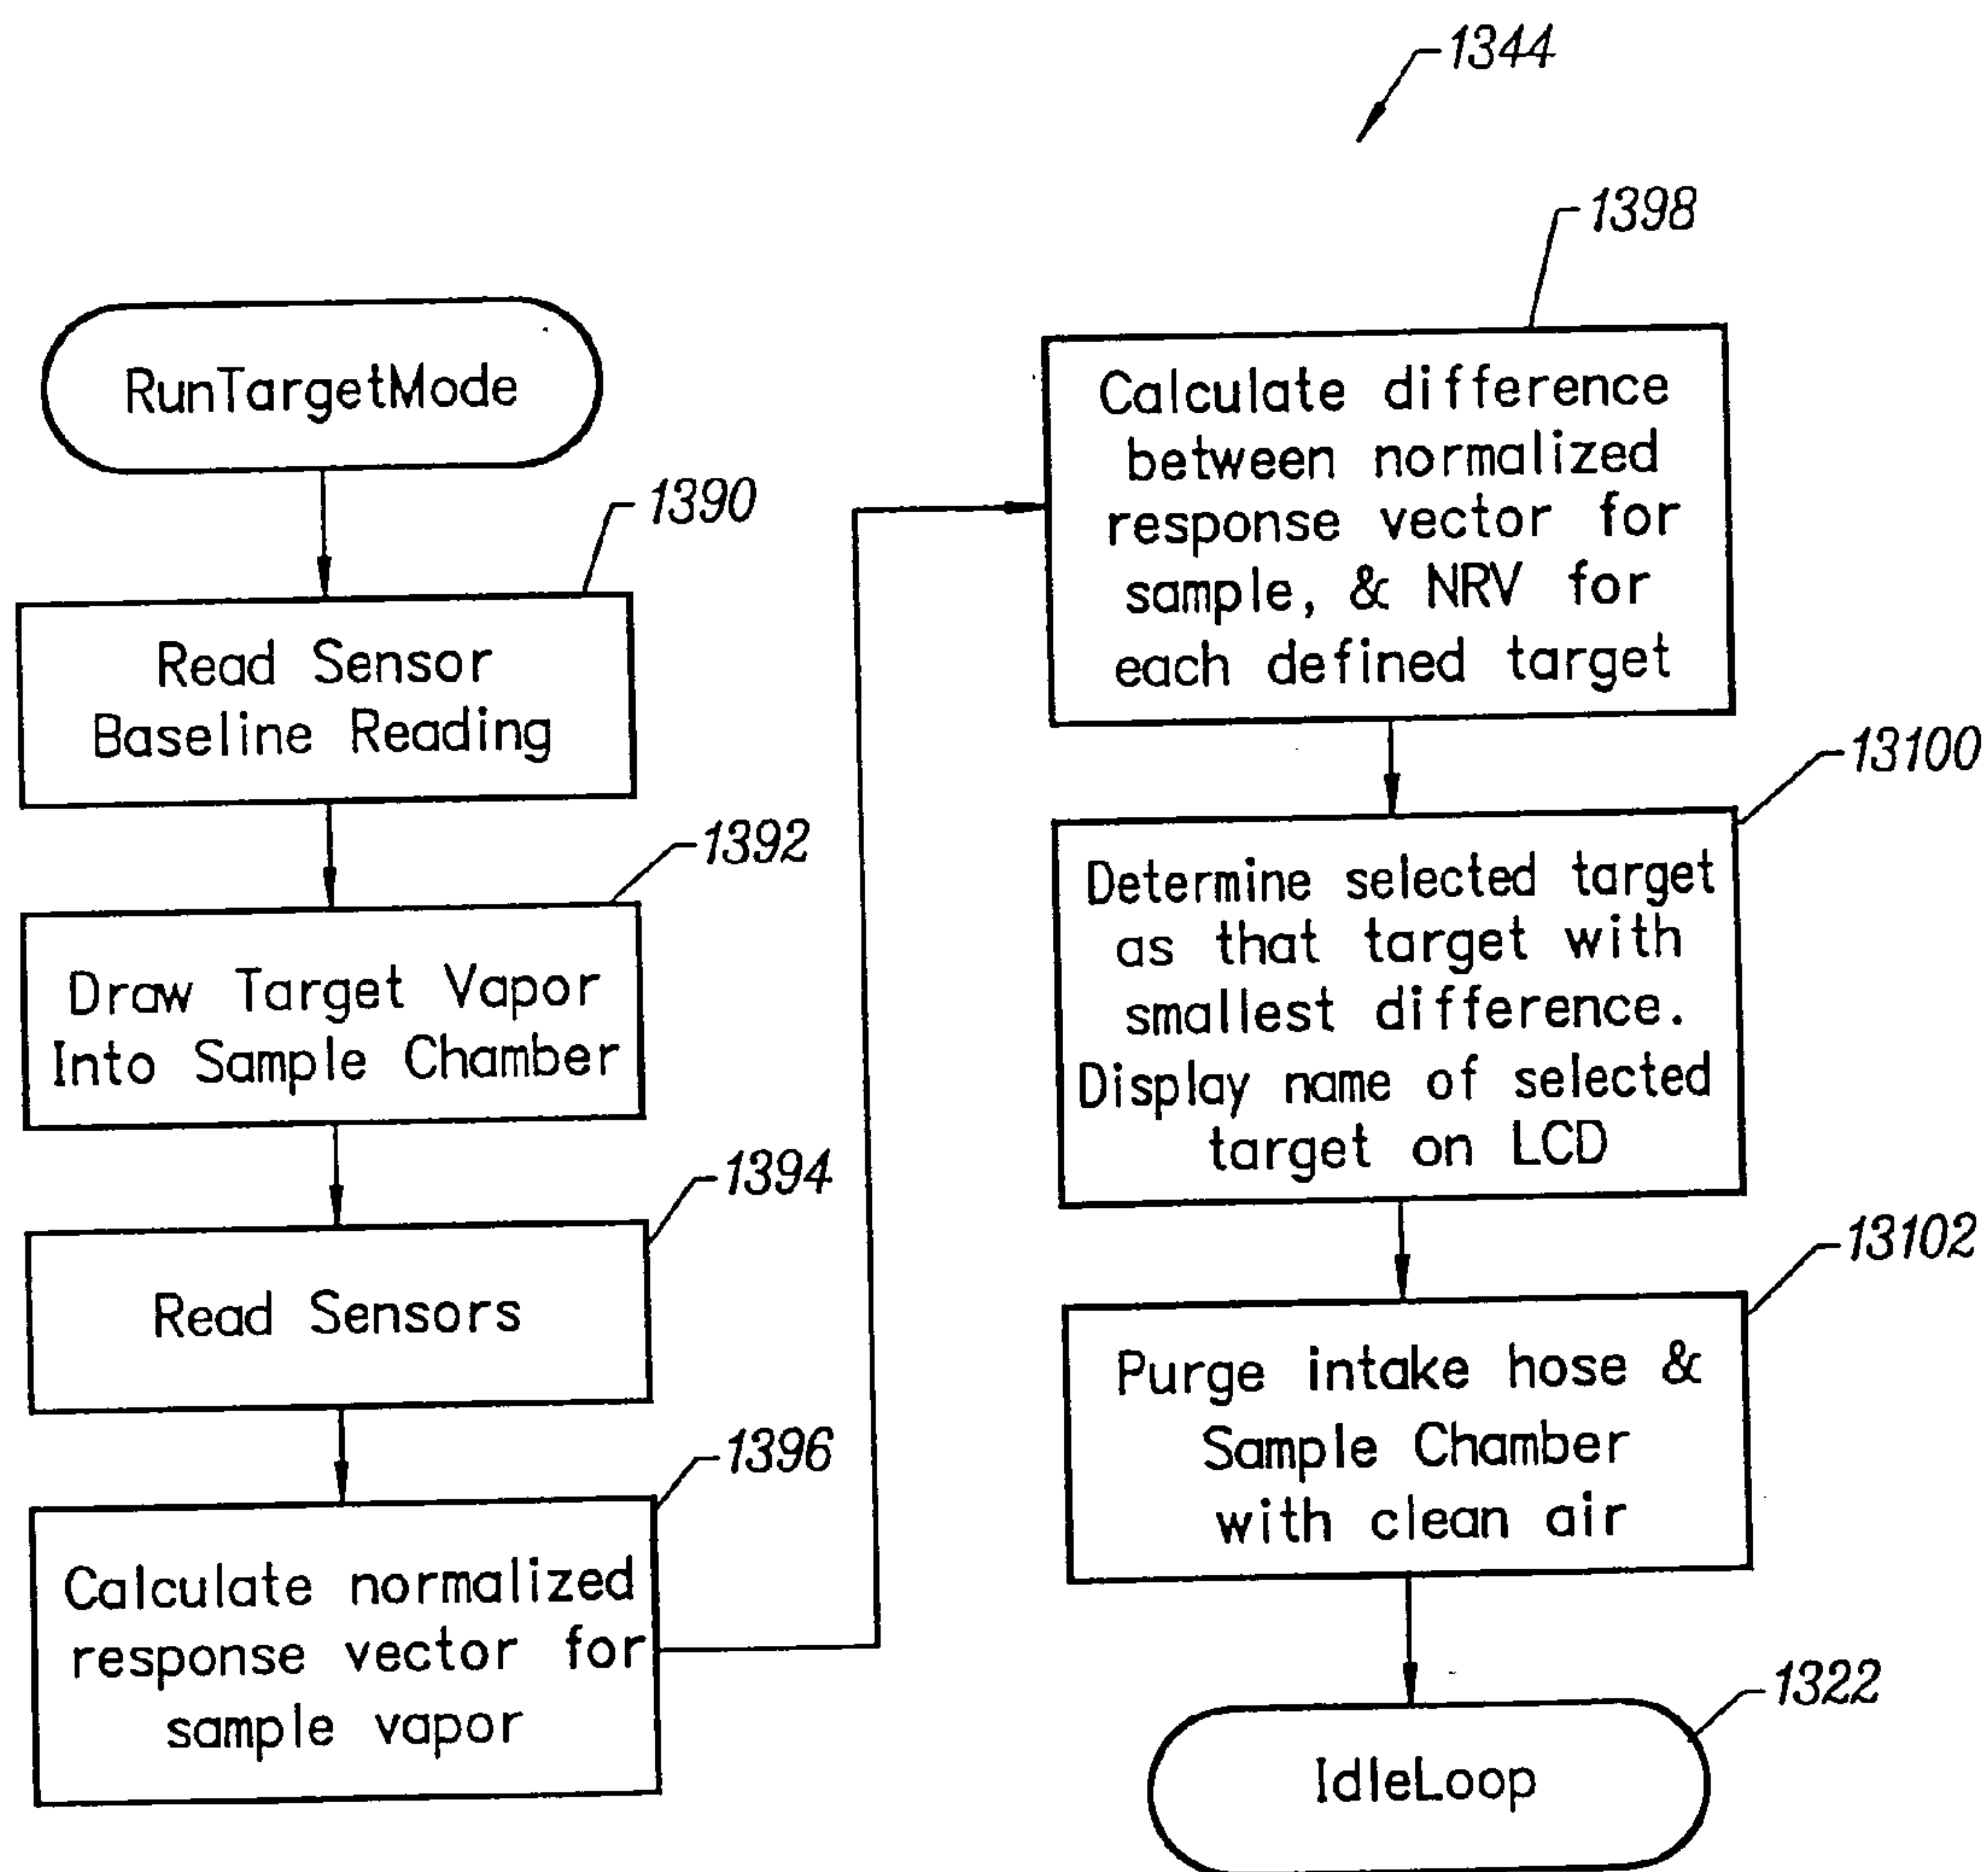 1344
RunTargetMode
1390
Read Sensor
Baseline Reading
1392
Draw Target Vapor
Into Sample Chamber
1394
Read Sensors
1396
Calculate normalized
response vector for
sample vapor
1398
Calculate difference
between normalized
response vector for
sample, & NRV for
each defined target
13100
Determine selected target
as that target with
smallest difference.
Display name of selected
target on LCD
13102
Purge intake hose &
Sample Chamber
with clean air
1322
IdleLoop